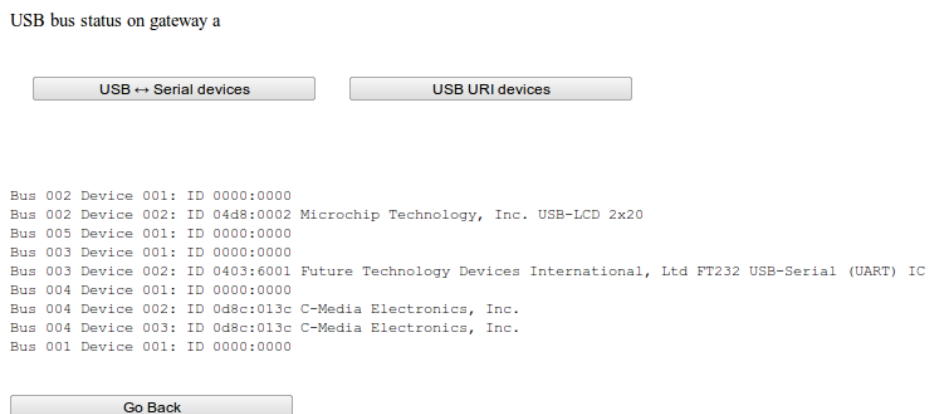 USB bus status on gateway a
USB ↔ Serial devices
USB URI devices
Bus 002 Device 001: ID 0000:0000
Bus 002 Device 002: ID 04d8:0002 Microchip Technology, Inc. USB-LCD 2x20
Bus 005 Device 001: ID 0000:0000
Bus 003 Device 001: ID 0000:0000
Bus 003 Device 002: ID 0403:6001 Future Technology Devices International, Ltd FT232 USB-Serial (UART) IC
Bus 004 Device 001: ID 0000:0000
Bus 004 Device 002: ID 0d8c:013c C-Media Electronics, Inc.
Bus 004 Device 003: ID 0d8c:013c C-Media Electronics, Inc.
Bus 001 Device 001: ID 0000:0000
Go Back